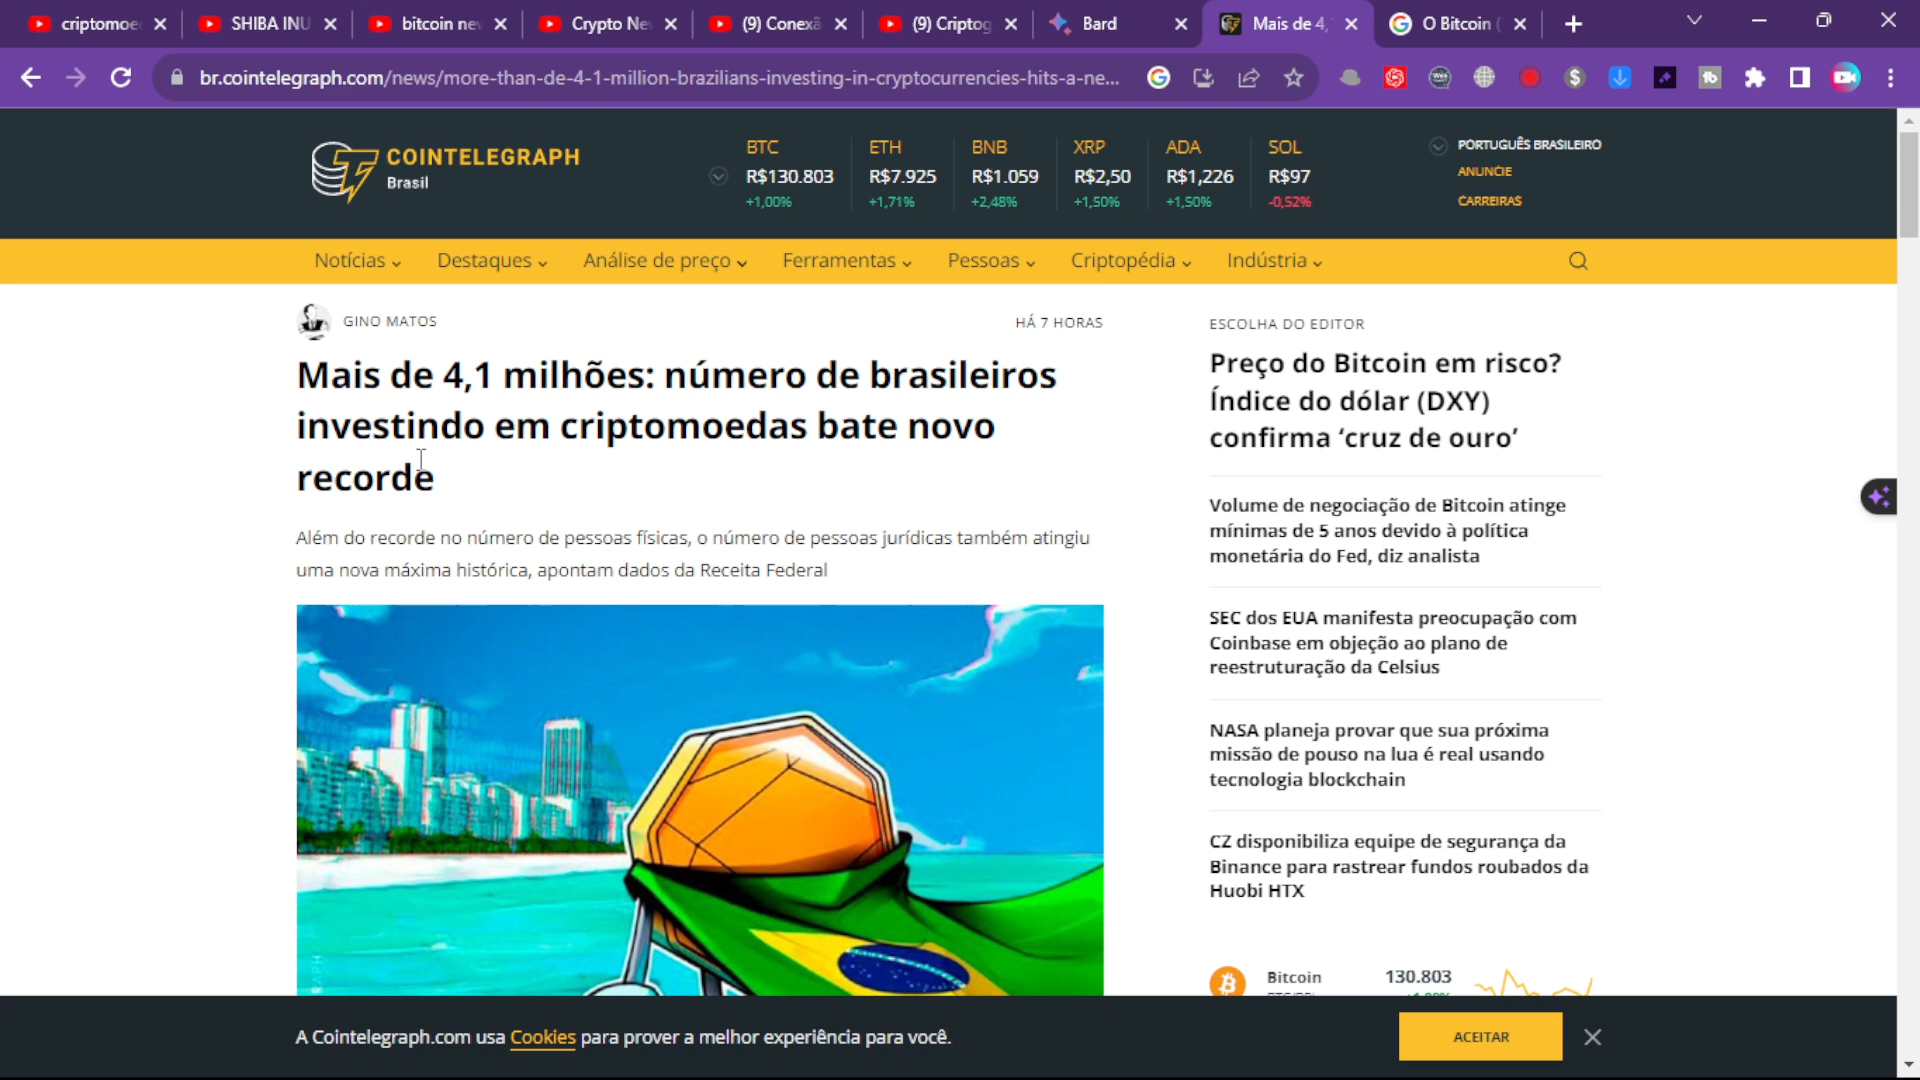 criptomoe
SHIBA INU
bitcoin ne
Crypto Ne
(9) Conexã
(9) Criptog
Bard
Mais de 4,
O Bitcoin (
br.cointelegraph.com/news/more-than-de-4-1-million-brazilians-investing-in-cryptocurrencies-hits-a-ne...
COINTELEGRAPH
Brasil
BTC
R$130.803
+1,00%
ETH
R$7.925
+1,71%
BNB
R$1.059
+2,48%
XRP
R$2,50
+1,50%
ADA
R$1,226
+1,50%
SOL
R$97
-0,52%
PORTUGUÊS BRASILEIRO
ANUNCIE
CARREIRAS
Notícias
Destaques
Análise de preço
Ferramentas
Pessoas
Criptopédia
Indústria
GINO MATOS
HÁ 7 HORAS
Mais de 4,1 milhões: número de brasileiros
investindo em criptomoedas bate novo
recorde
Além do recorde no número de pessoas físicas, o número de pessoas jurídicas também atingiu
uma nova máxima histórica, apontam dados da Receita Federal
ESCOLHA DO EDITOR
Preço do Bitcoin em risco?
Índice do dólar (DXY)
confirma ‘cruz de ouro’
Volume de negociação de Bitcoin atinge
mínimas de 5 anos devido à política
monetária do Fed, diz analista
SEC dos EUA manifesta preocupação com
Coinbase em objeção ao plano de
reestruturação da Celsius
NASA planeja provar que sua próxima
missão de pouso na lua é real usando
tecnologia blockchain
CZ disponibiliza equipe de segurança da
Binance para rastrear fundos roubados da
Huobi HTX
Bitcoin
130.803
A Cointelegraph.com usa Cookies para prover a melhor experiência para você.
ACEITAR